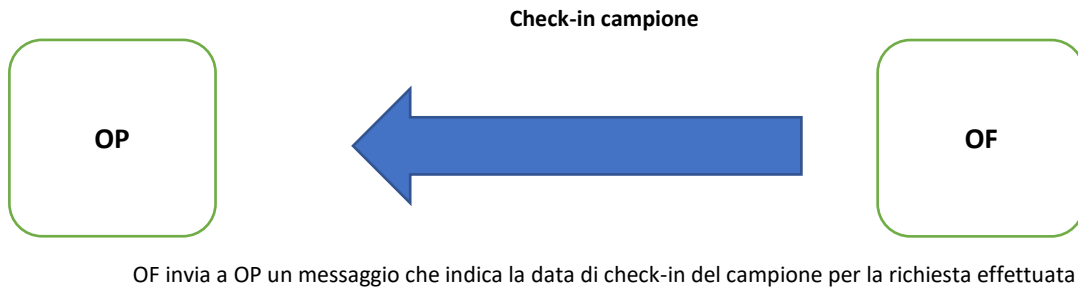 Check-in campione
OP
OF
OF invia a OP un messaggio che indica la data di check-in del campione per la richiesta effettuata